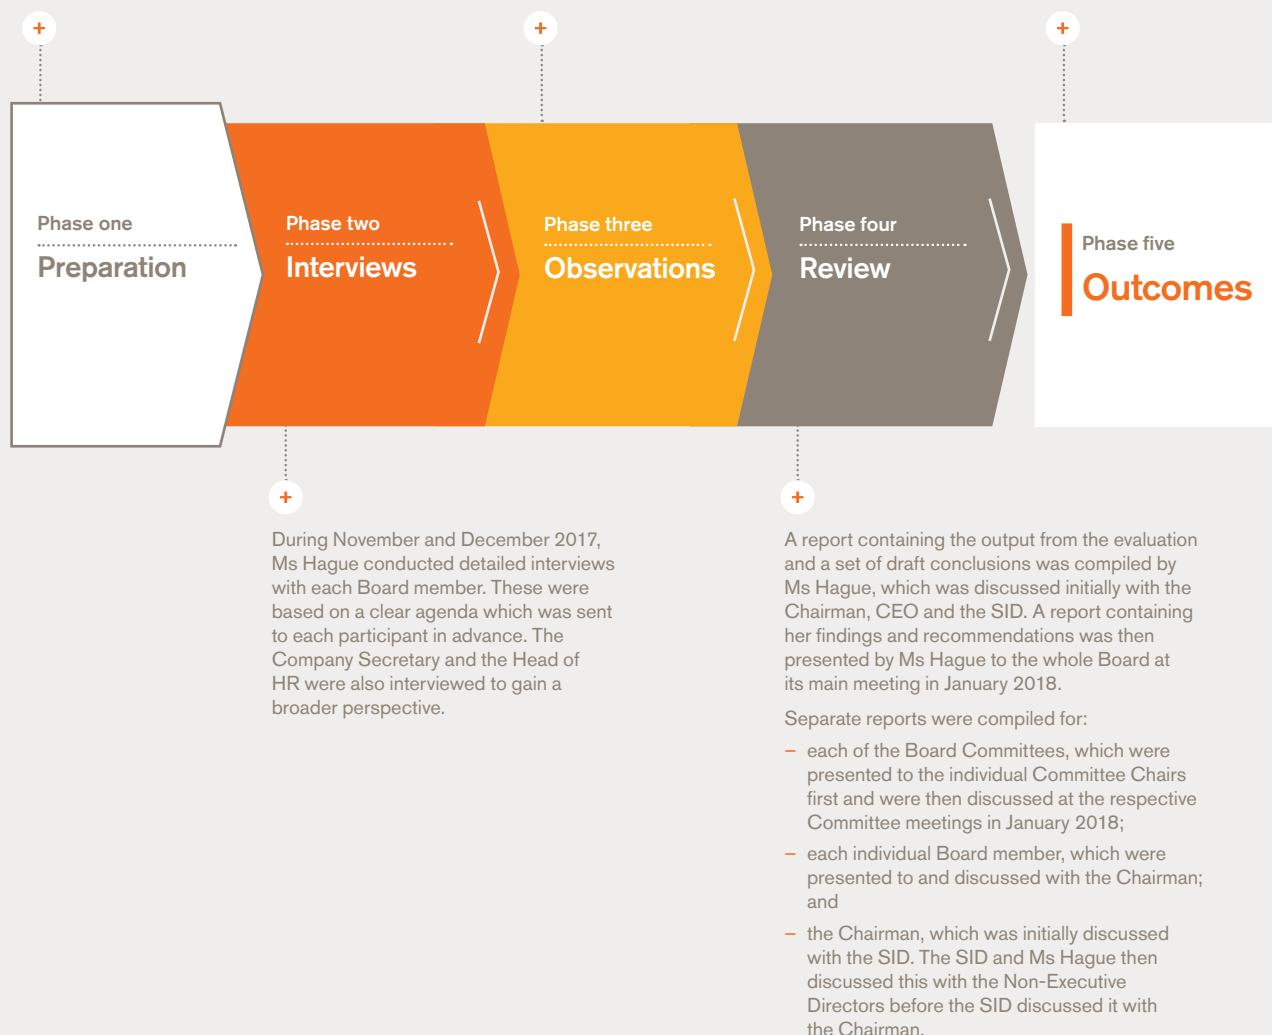 +
+
+
Phase one
Preparation
Phase two
Interviews
Phase three
Observations
Phase four
Review
Phase five
Outcomes
+
During November and December 2017,
Ms Hague conducted detailed interviews
with each Board member. These were
based on a clear agenda which was sent
to each participant in advance. The
Company Secretary and the Head of
HR were also interviewed to gain a
broader perspective.
+
A report containing the output from the evaluation
and a set of draft conclusions was compiled by
Ms Hague, which was discussed initially with the
Chairman, CEO and the SID. A report containing
her findings and recommendations was then
presented by Ms Hague to the whole Board at
its main meeting in January 2018.
Separate reports were compiled for:
– each of the Board Committees, which were
presented to the individual Committee Chairs
first and were then discussed at the respective
Committee meetings in January 2018;
– each individual Board member, which were
presented to and discussed with the Chairman;
and
– the Chairman, which was initially discussed
with the SID. The SID and Ms Hague then
discussed this with the Non-Executive
Directors before the SID discussed it with
the Chairman.